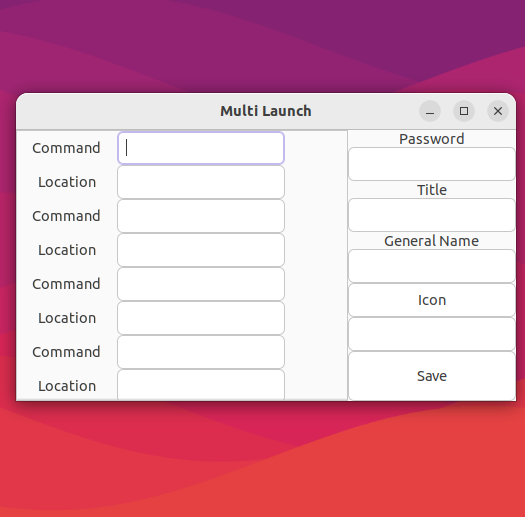 Multi Launch
Command
Location
Command
Location
Command
Location
Command
Location
Password
Title
General Name
Icon
Save